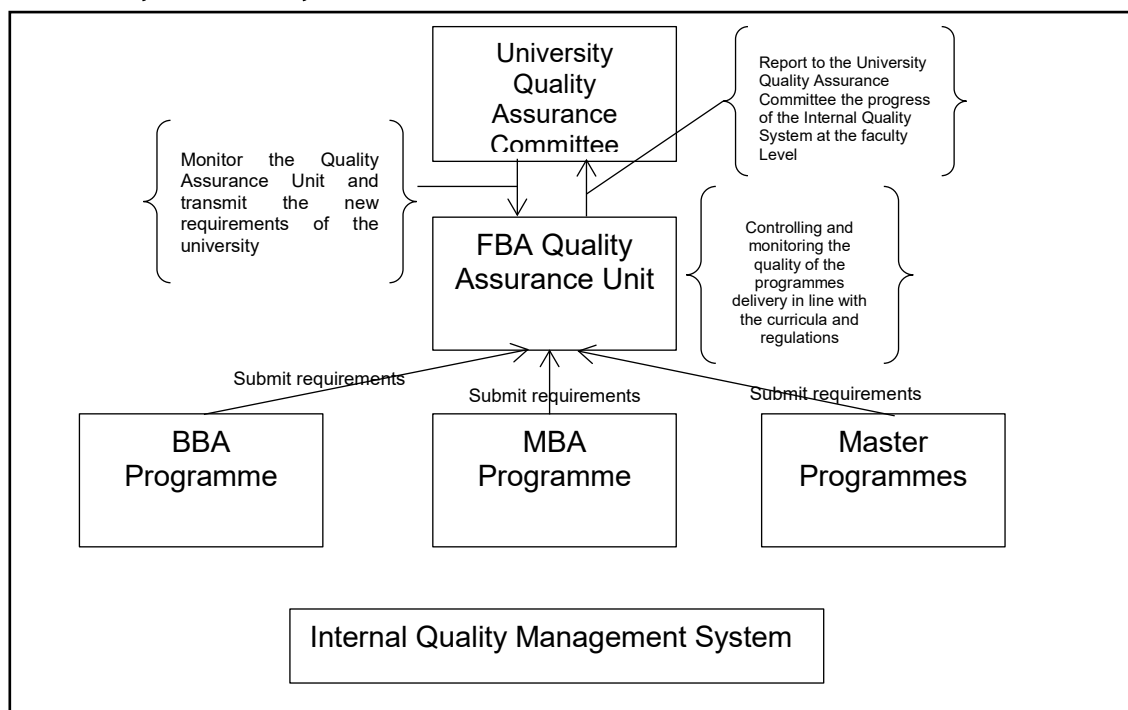 University
Quality
Assurance
Committee
Report to the University
Quality Assurance
Committee the progress
of the Internal Quality
System at the faculty
Level
Monitor the Quality
Assurance Unit and
transmit the new
requirements of the
university
FBA Quality
Assurance Unit
Controlling and
monitoring the
quality of the
programmes
delivery in line with
the curricula and
regulations
Submit requirements
Submit requirements
Submit requirements
BBA
Programme
MBA
Programme
Master
Programmes
Internal Quality Management System